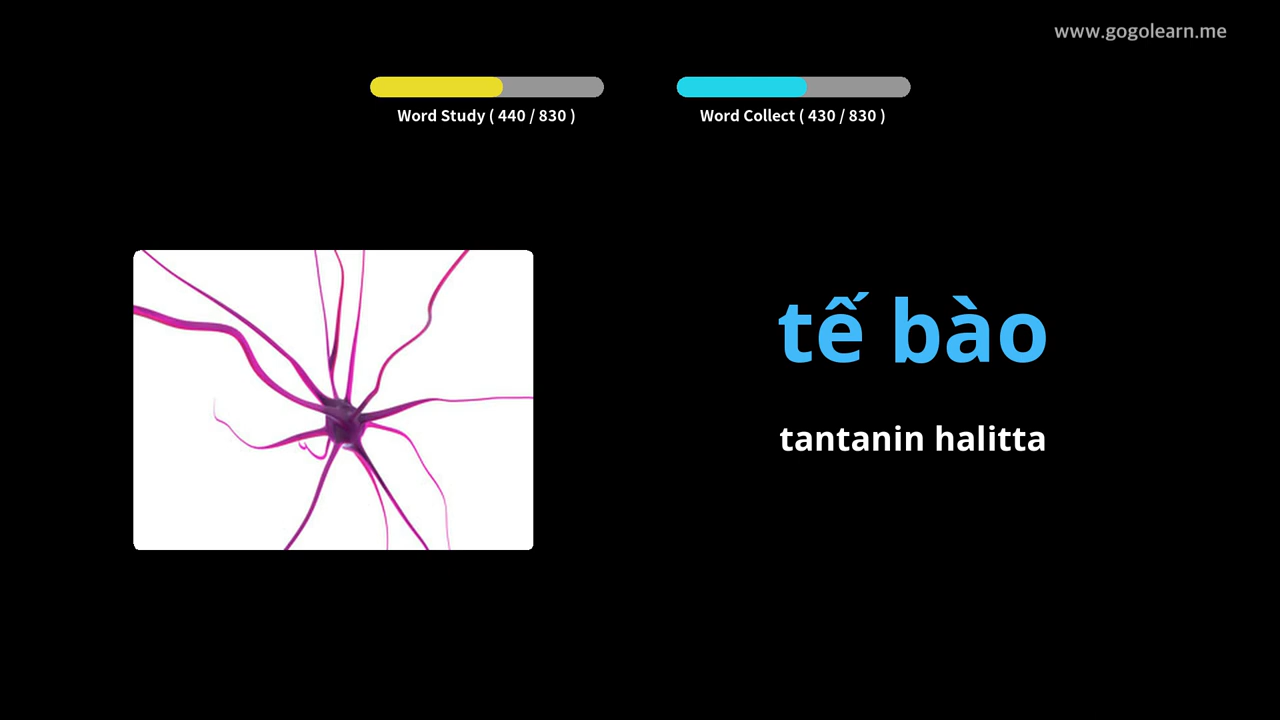 www.gogolearn.me
Word Study ( 440 / 830 )
Word Collect ( 430 / 830 )
tế bào
tantanin halitta